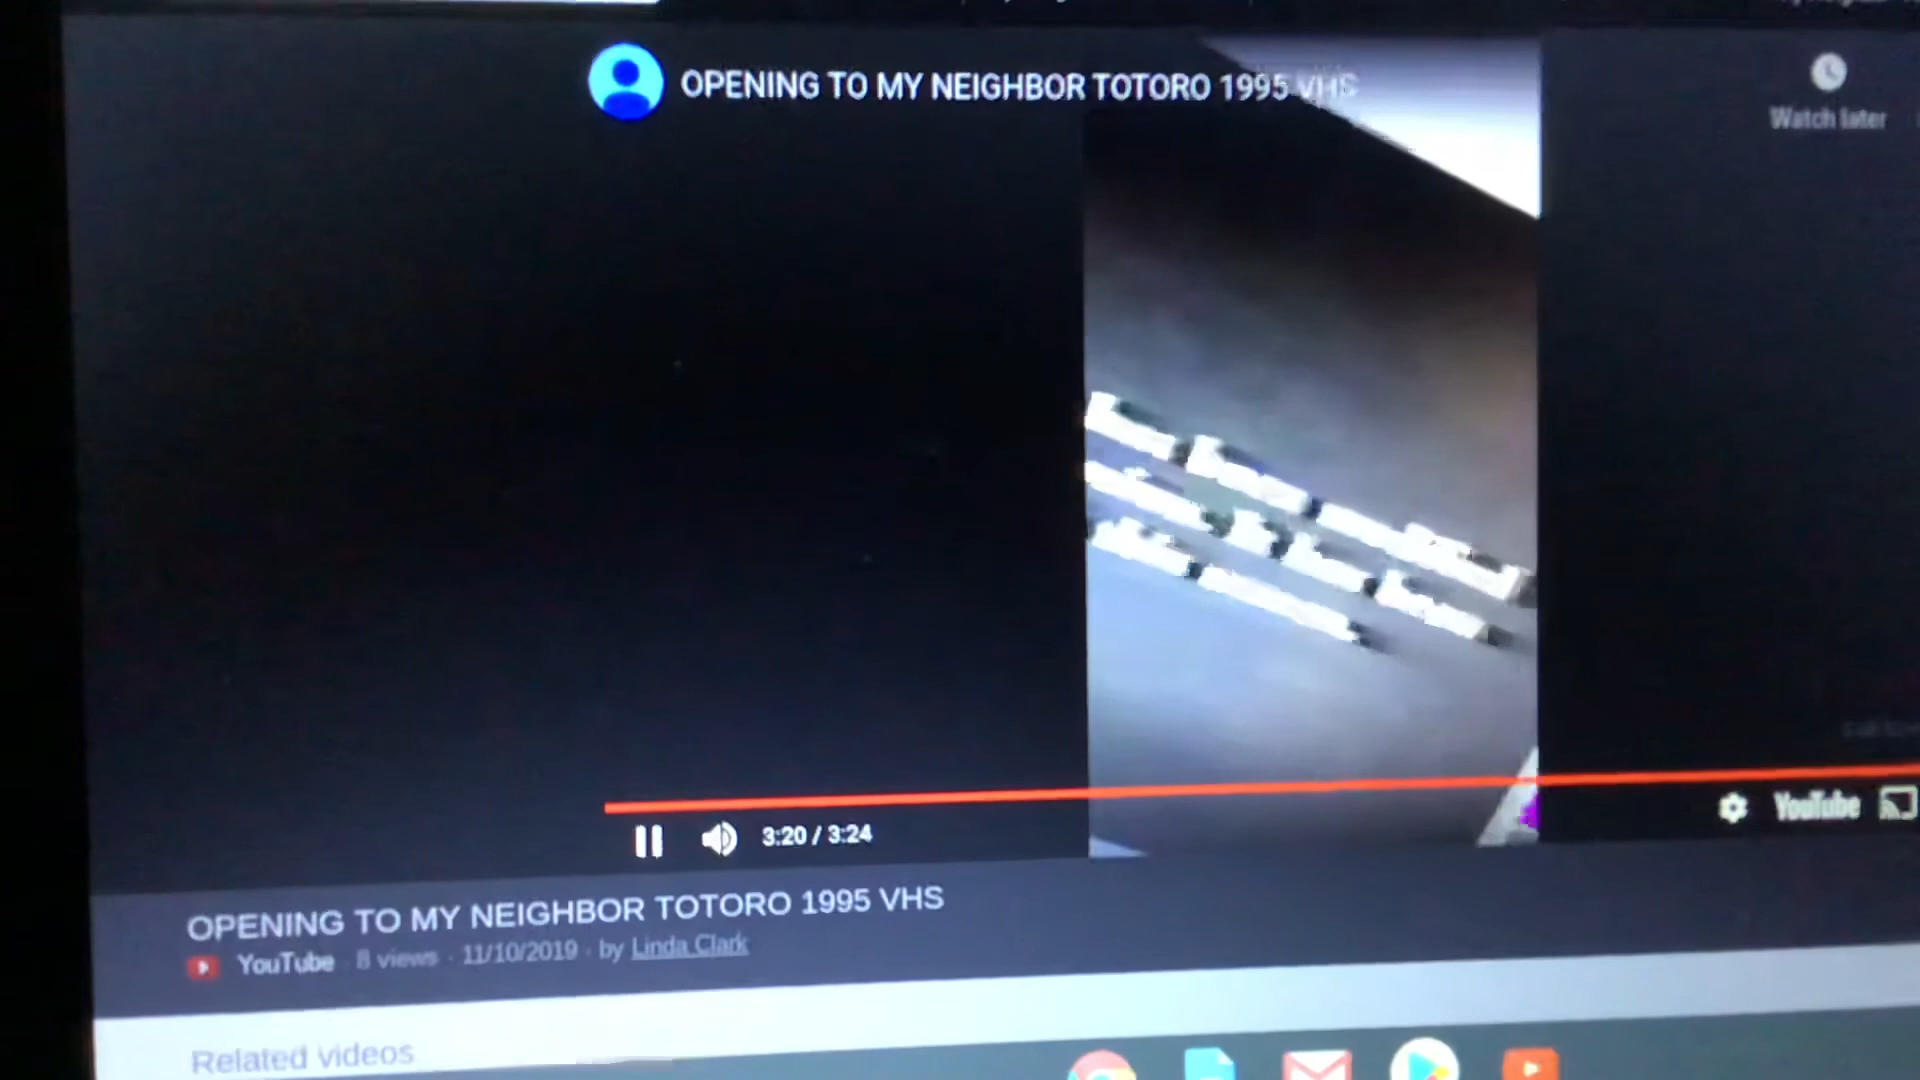 OPENING TO MY NEIGHBOR TOTORO 1995 VHS
Watch later
3:20 / 3:24
YouTube
OPENING TO MY NEIGHBOR TOTORO 1995 VHS
YouTube · 8 views · 11/10/2019 · by Linda Clark
Related videos